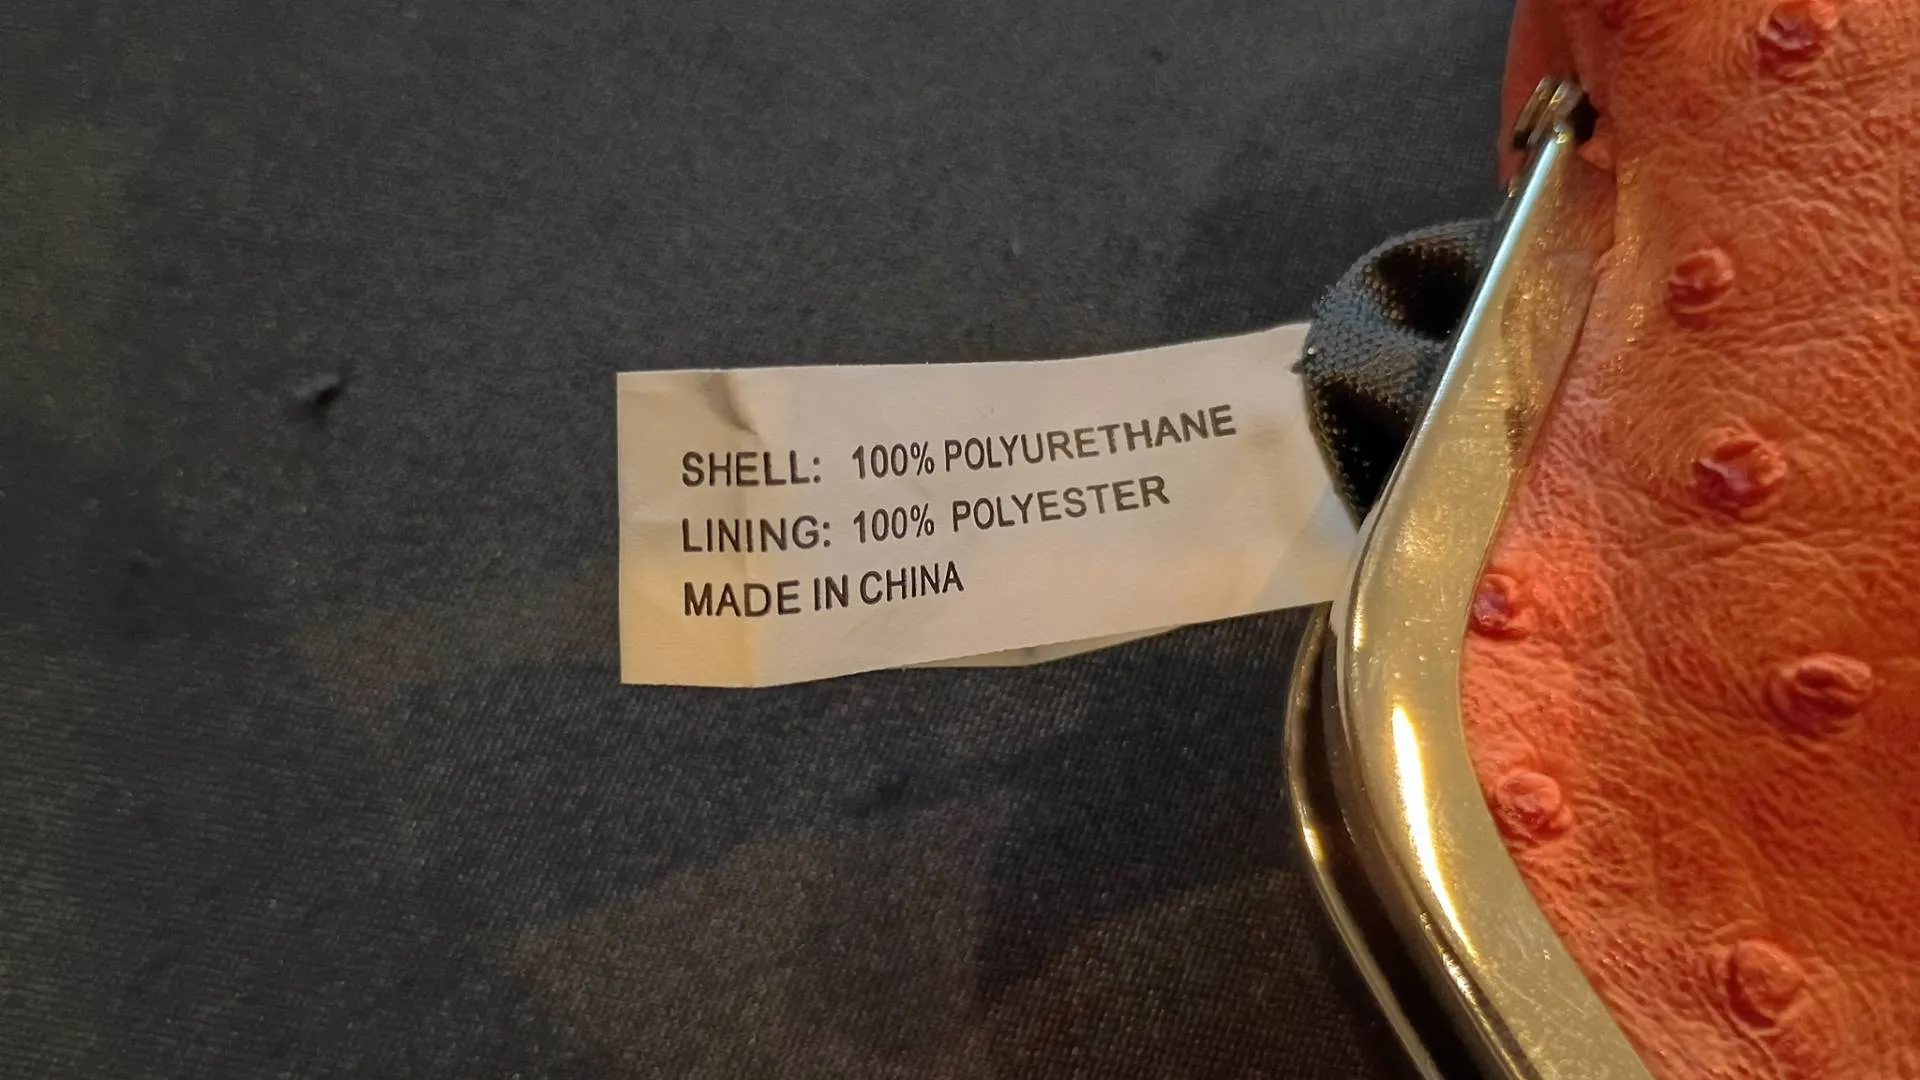 SHELL: 100% POLYURETHANE
LINING: 100% POLYESTER
MADE IN CHINA